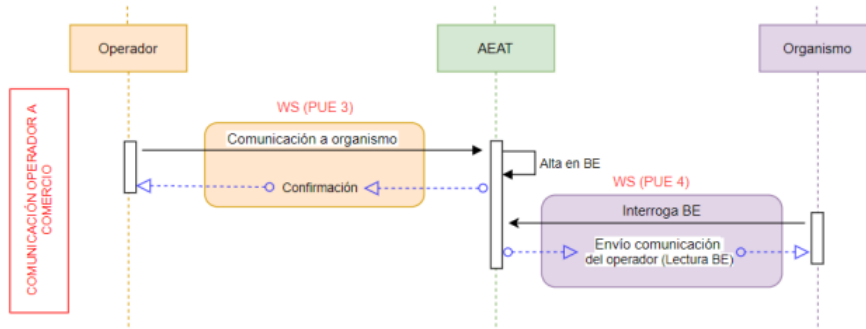 Operador
AEAT
Organismo
COMUNICACIÓN OPERADOR A
COMERCIO
WS (PUE 3)
Comunicación a organismo
Alta en BE
Confirmación
WS (PUE 4)
Interroga BE
Envío comunicación
del operador (Lectura BE)